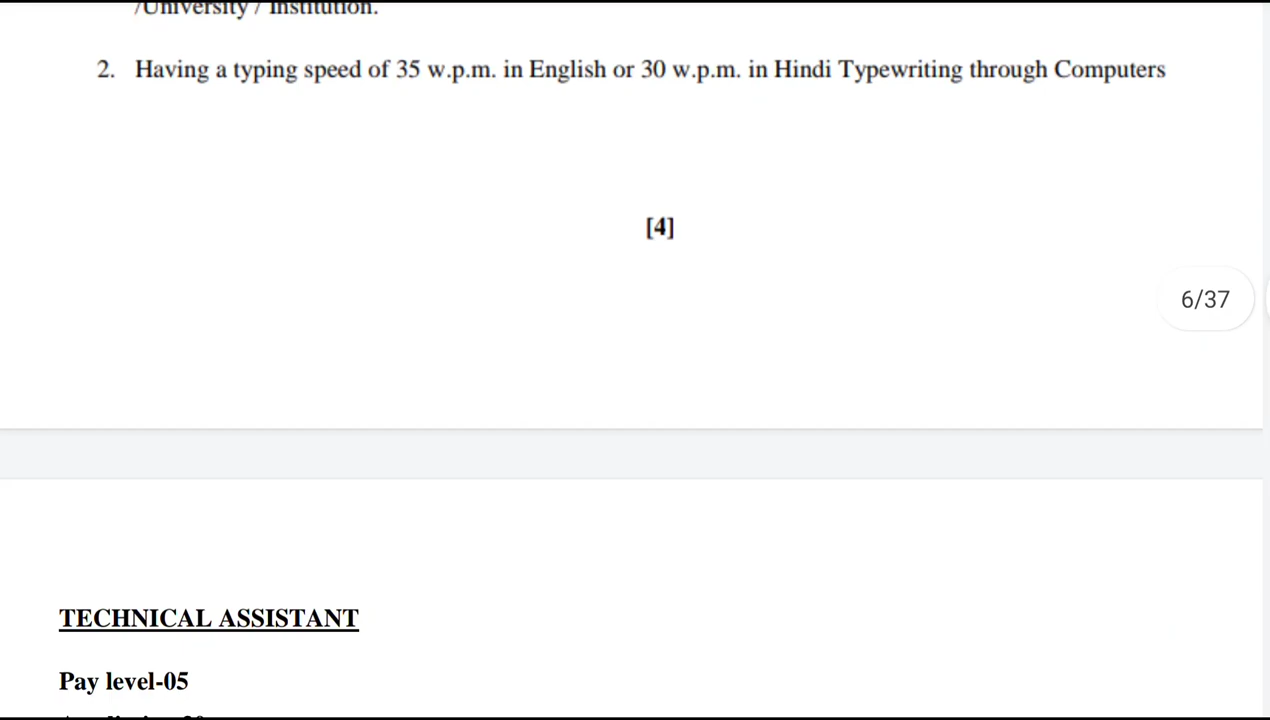 /University / Institution.
2. Having a typing speed of 35 w.p.m. in English or 30 w.p.m. in Hindi Typewriting through Computers
[4]
6/37
TECHNICAL ASSISTANT
Pay level-05